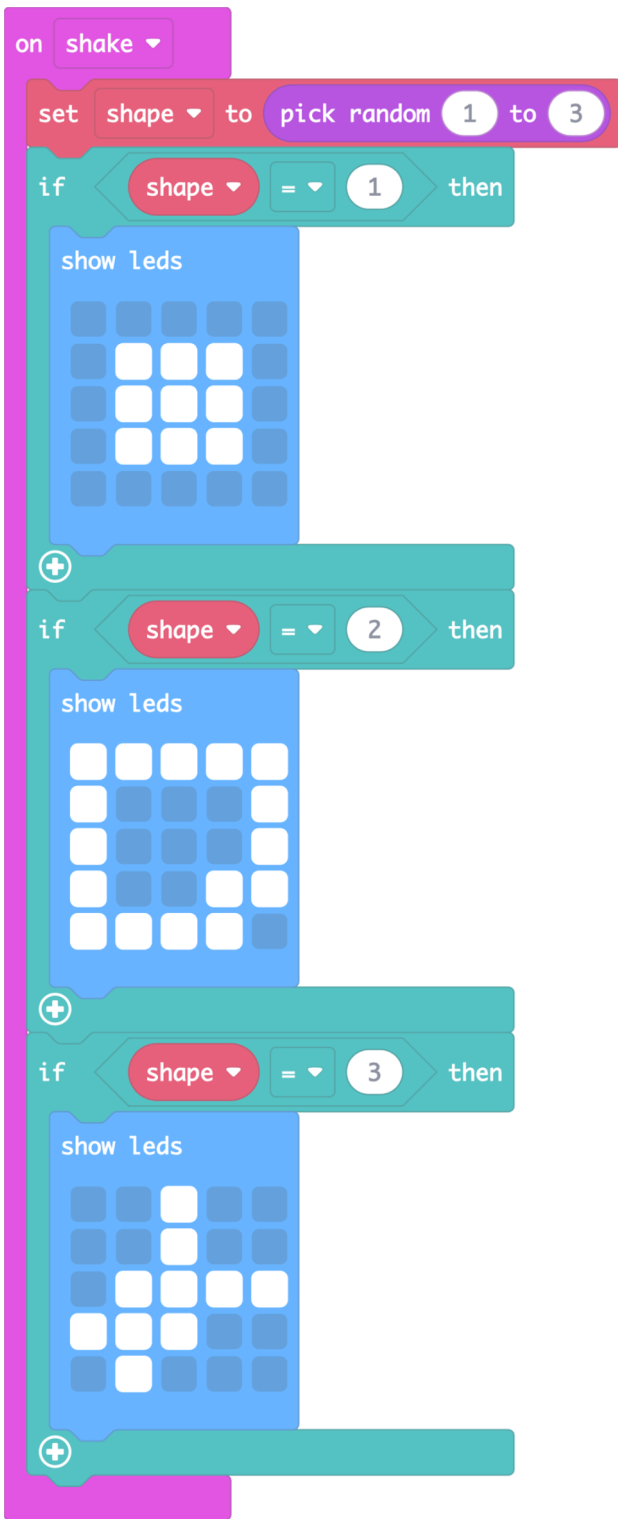 on shake
set shape to pick random 1 to 3
if shape = 1 then
show leds
if shape = 2 then
show leds
if shape = 3 then
show leds